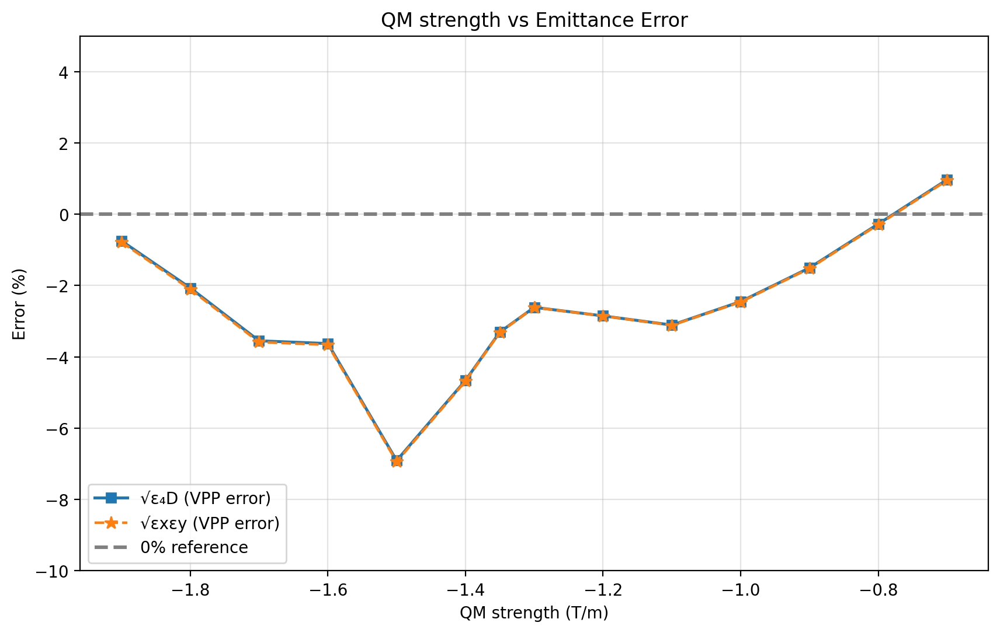 QM strength vs Emittance Error
4
2
0
−2
−4
−6
−8
−10
Error (%)
√ε₄D (VPP error)
√εxεy (VPP error)
0% reference
−1.8
−1.6
−1.4
−1.2
−1.0
−0.8
QM strength (T/m)